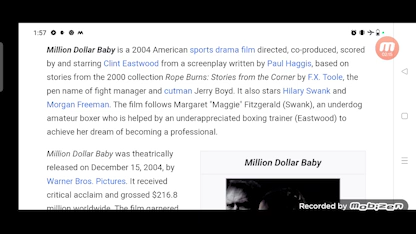 1:57
Million Dollar Baby is a 2004 American sports drama film directed, co-produced, scored
by and starring Clint Eastwood from a screenplay written by Paul Haggis, based on
stories from the 2000 collection Rope Burns: Stories from the Corner by F.X. Toole, the
pen name of fight manager and cutman Jerry Boyd. It also stars Hilary Swank and
Morgan Freeman. The film follows Margaret "Maggie" Fitzgerald (Swank), an underdog
amateur boxer who is helped by an underappreciated boxing trainer (Eastwood) to
achieve her dream of becoming a professional.
Million Dollar Baby was theatrically
released on December 15, 2004, by
Warner Bros. Pictures. It received
critical acclaim and grossed $216.8
million worldwide. The film garnered
Million Dollar Baby
Recorded by Mobizen